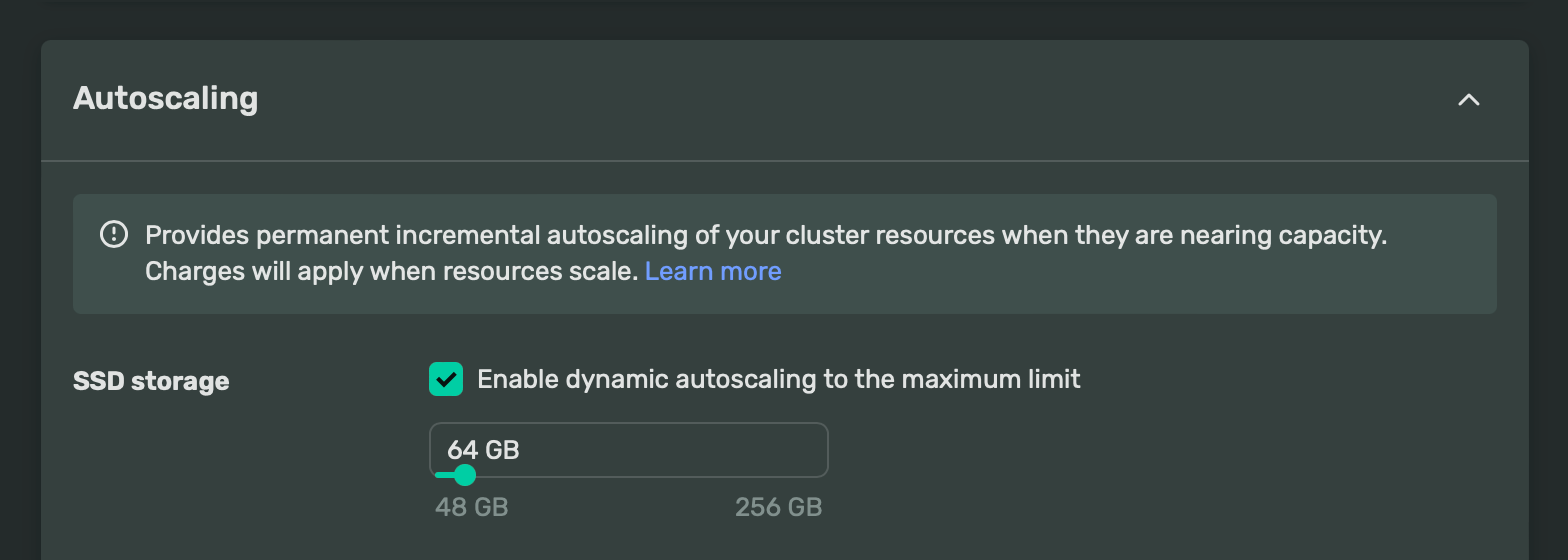 Autoscaling
Provides permanent incremental autoscaling of your cluster resources when they are nearing capacity.
Charges will apply when resources scale. Learn more
SSD storage
Enable dynamic autoscaling to the maximum limit
64 GB
48 GB
256 GB